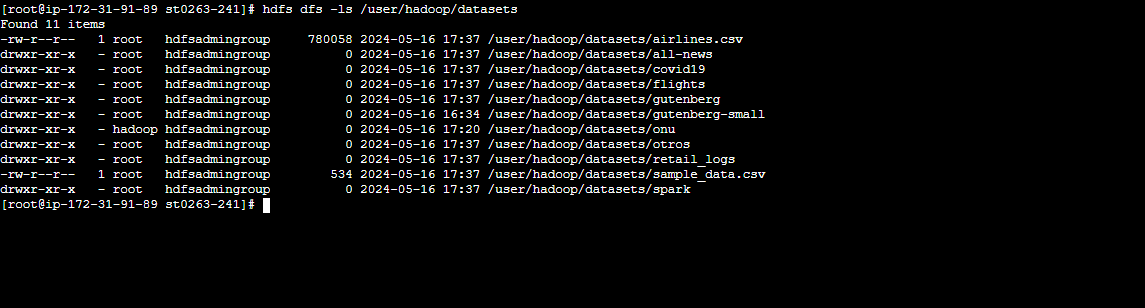 [root@ip-172-31-91-89 st0263-241]# hdfs dfs -ls /user/hadoop/datasets
Found 11 items
-rw-r--r--   1 root   hdfsadmingroup     780058 2024-05-16 17:37 /user/hadoop/datasets/airlines.csv
drwxr-xr-x   - root   hdfsadmingroup          0 2024-05-16 17:37 /user/hadoop/datasets/all-news
drwxr-xr-x   - root   hdfsadmingroup          0 2024-05-16 17:37 /user/hadoop/datasets/covid19
drwxr-xr-x   - root   hdfsadmingroup          0 2024-05-16 17:37 /user/hadoop/datasets/flights
drwxr-xr-x   - root   hdfsadmingroup          0 2024-05-16 17:37 /user/hadoop/datasets/gutenberg
drwxr-xr-x   - root   hdfsadmingroup          0 2024-05-16 16:34 /user/hadoop/datasets/gutenberg-small
drwxr-xr-x   - hadoop hdfsadmingroup          0 2024-05-16 17:20 /user/hadoop/datasets/onu
drwxr-xr-x   - root   hdfsadmingroup          0 2024-05-16 17:37 /user/hadoop/datasets/otros
drwxr-xr-x   - root   hdfsadmingroup          0 2024-05-16 17:37 /user/hadoop/datasets/retail_logs
-rw-r--r--   1 root   hdfsadmingroup        534 2024-05-16 17:37 /user/hadoop/datasets/sample_data.csv
drwxr-xr-x   - root   hdfsadmingroup          0 2024-05-16 17:37 /user/hadoop/datasets/spark
[root@ip-172-31-91-89 st0263-241]#